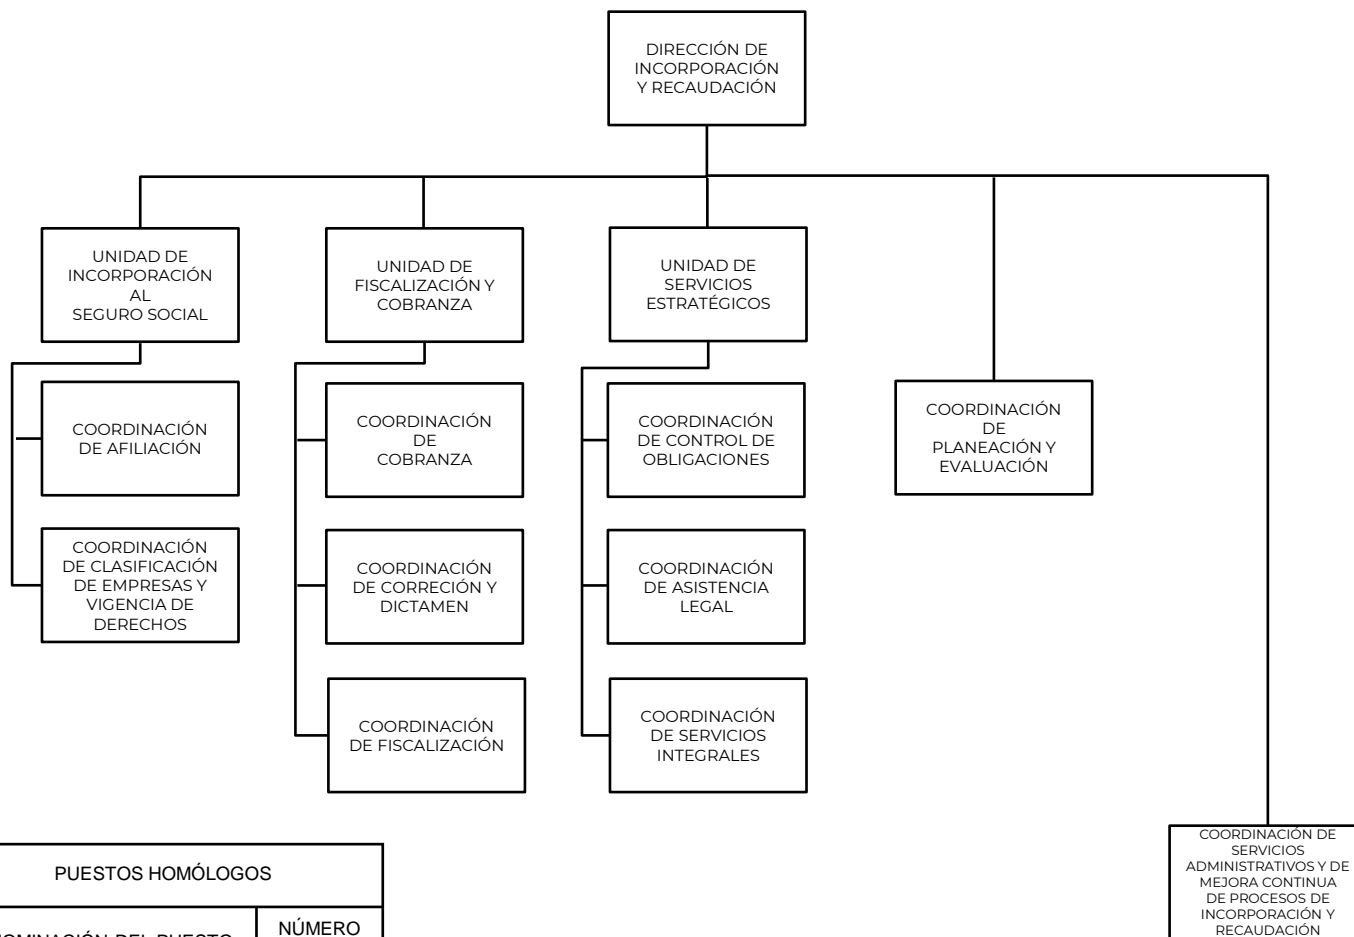 DIRECCIÓN DE
INCORPORACIÓN
Y RECAUDACIÓN
UNIDAD DE
INCORPORACIÓN
AL
SEGURO SOCIAL
UNIDAD DE
FISCALIZACIÓN Y
COBRANZA
UNIDAD DE
SERVICIOS
ESTRATÉGICOS
COORDINACIÓN
DE AFILIACIÓN
COORDINACIÓN
DE
COBRANZA
COORDINACIÓN
DE CONTROL DE
OBLIGACIONES
COORDINACIÓN
DE
PLANEACIÓN Y
EVALUACIÓN
COORDINACIÓN
DE CLASIFICACIÓN
DE EMPRESAS Y
VIGENCIA DE
DERECHOS
COORDINACIÓN
DE CORRECIÓN Y
DICTAMEN
COORDINACIÓN
DE ASISTENCIA
LEGAL
COORDINACIÓN
DE FISCALIZACIÓN
COORDINACIÓN
DE SERVICIOS
INTEGRALES
COORDINACIÓN DE
SERVICIOS
ADMINISTRATIVOS Y DE
MEJORA CONTINUA
DE PROCESOS DE
INCORPORACIÓN Y
RECAUDACIÓN
PUESTOS HOMÓLOGOS
DEL PUESTO
NÚMERO